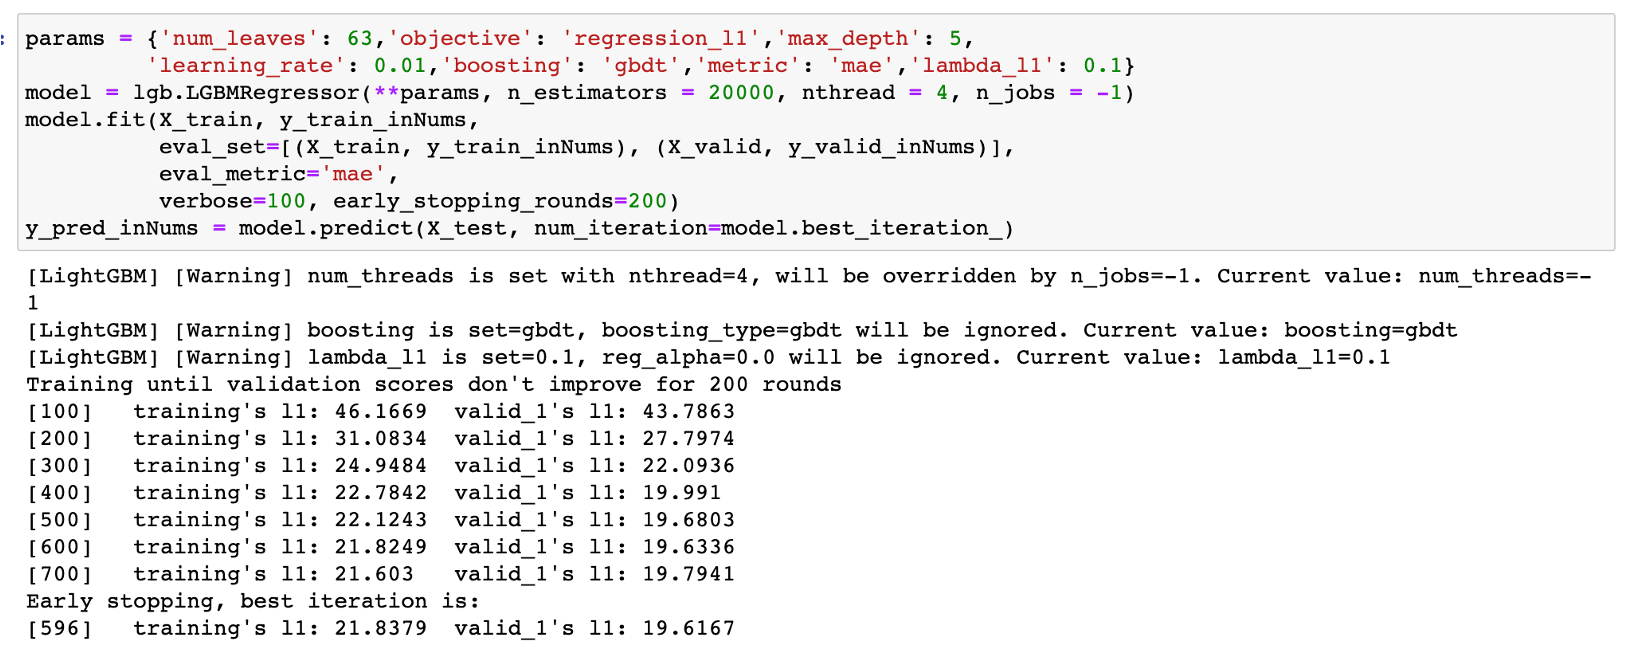 params = {'num_leaves': 63,'objective': 'regression_l1','max_depth': 5,
'learning_rate': 0.01,'boosting': 'gbdt','metric': 'mae','lambda_l1': 0.1}
model = lgb.LGBMRegressor(**params, n_estimators = 20000, nthread = 4, n_jobs = -1)
model.fit(X_train, y_train_inNums,
eval_set=[(X_train, y_train_inNums), (X_valid, y_valid_inNums)],
eval_metric='mae',
verbose=100, early_stopping_rounds=200)
y_pred_inNums = model.predict(X_test, num_iteration=model.best_iteration_)
[LightGBM] [Warning] num_threads is set with nthread=4, will be overridden by n_jobs=-1. Current value: num_threads=-
1
[LightGBM] [Warning] boosting is set=gbdt, boosting_type=gbdt will be ignored. Current value: boosting=gbdt
[LightGBM] [Warning] lambda_l1 is set=0.1, reg_alpha=0.0 will be ignored. Current value: lambda_l1=0.1
Training until validation scores don't improve for 200 rounds
[100] training's l1: 46.1669 valid_1's l1: 43.7863
[200] training's l1: 31.0834 valid_1's l1: 27.7974
[300] training's l1: 24.9484 valid_1's l1: 22.0936
[400] training's l1: 22.7842 valid_1's l1: 19.991
[500] training's l1: 22.1243 valid_1's l1: 19.6803
[600] training's l1: 21.8249 valid_1's l1: 19.6336
[700] training's l1: 21.603 valid_1's l1: 19.7941
Early stopping, best iteration is:
[596] training's l1: 21.8379 valid_1's l1: 19.6167